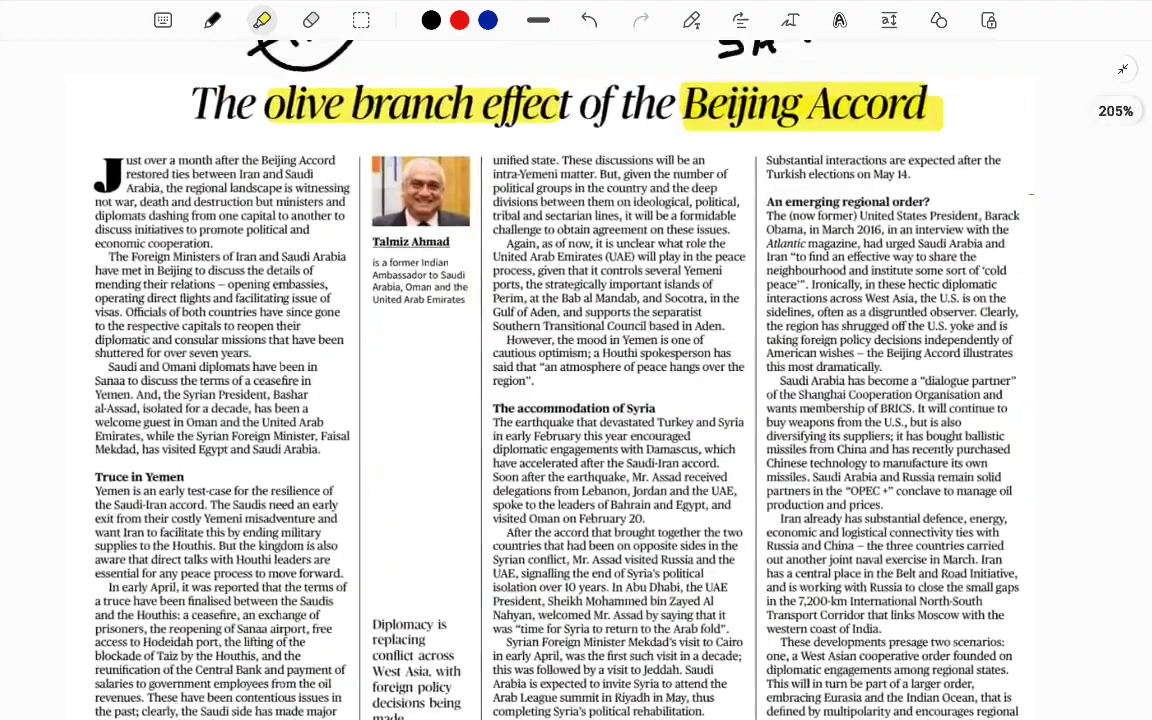 205%
The olive branch effect of the Beijing Accord
Just over a month after the Beijing Accord
restored ties between Iran and Saudi
Arabia, the regional landscape is witnessing
not war, death and destruction but ministers and
diplomats dashing from one capital to another to
discuss initiatives to promote political and
economic cooperation.
The Foreign Ministers of Iran and Saudi Arabia
have met in Beijing to discuss the details of
mending their relations — opening embassies,
operating direct flights and facilitating issue of
visas. Officials of both countries have since gone
to the respective capitals to reopen their
diplomatic and consular missions that have been
shuttered for over seven years.
Saudi and Omani diplomats have been in
Sanaa to discuss the terms of a ceasefire in
Yemen. And, the Syrian President, Bashar
al-Assad, isolated for a decade, has been a
welcome guest in Oman and the United Arab
Emirates, while the Syrian Foreign Minister, Faisal
Mekdad, has visited Egypt and Saudi Arabia.
Truce in Yemen
Yemen is an early test-case for the resilience of
the Saudi-Iran accord. The Saudis need an early
exit from their costly Yemeni misadventure and
want Iran to facilitate this by ending military
supplies to the Houthis. But the kingdom is also
aware that direct talks with Houthi leaders are
essential for any peace process to move forward.
In early April, it was reported that the terms of
a truce have been finalised between the Saudis
and the Houthis: a ceasefire, an exchange of
prisoners, the reopening of Sanaa airport, free
access to Hodeidah port, the lifting of the
blockade of Taiz by the Houthis, and the
reunification of the Central Bank and payment of
salaries to government employees from the oil
revenues. These have been contentious issues in
the past; clearly, the Saudi side has made major
Talmiz Ahmad
is a former Indian
Ambassador to Saudi
Arabia, Oman and the
United Arab Emirates
Diplomacy is
replacing
conflict across
West Asia, with
foreign policy
decisions being
made
unified state. These discussions will be an
intra-Yemeni matter. But, given the number of
political groups in the country and the deep
divisions between them on ideological, political,
tribal and sectarian lines, it will be a formidable
challenge to obtain agreement on these issues.
Again, as of now, it is unclear what role the
United Arab Emirates (UAE) will play in the peace
process, given that it controls several Yemeni
ports, the strategically important islands of
Perim, at the Bab al Mandab, and Socotra, in the
Gulf of Aden, and supports the separatist
Southern Transitional Council based in Aden.
However, the mood in Yemen is one of
cautious optimism; a Houthi spokesperson has
said that “an atmosphere of peace hangs over the
region”.
The accommodation of Syria
The earthquake that devastated Turkey and Syria
in early February this year encouraged
diplomatic engagements with Damascus, which
have accelerated after the Saudi-Iran accord.
Soon after the earthquake, Mr. Assad received
delegations from Lebanon, Jordan and the UAE,
spoke to the leaders of Bahrain and Egypt, and
visited Oman on February 20.
After the accord that brought together the two
countries that had been on opposite sides in the
Syrian conflict, Mr. Assad visited Russia and the
UAE, signalling the end of Syria’s political
isolation over 10 years. In Abu Dhabi, the UAE
President, Sheikh Mohammed bin Zayed Al
Nahyan, welcomed Mr. Assad by saying that it
was “time for Syria to return to the Arab fold”.
Syrian Foreign Minister Mekdad’s visit to Cairo
in early April, was the first such visit in a decade;
this was followed by a visit to Jeddah. Saudi
Arabia is expected to invite Syria to attend the
Arab League summit in Riyadh in May, thus
completing Syria’s political rehabilitation.
Substantial interactions are expected after the
Turkish elections on May 14.
An emerging regional order?
The (now former) United States President, Barack
Obama, in March 2016, in an interview with the
Atlantic magazine, had urged Saudi Arabia and
Iran “to find an effective way to share the
neighbourhood and institute some sort of ‘cold
peace’”. Ironically, in these hectic diplomatic
interactions across West Asia, the U.S. is on the
sidelines, often as a disgruntled observer. Clearly,
the region has shrugged off the U.S. yoke and is
taking foreign policy decisions independently of
American wishes — the Beijing Accord illustrates
this most dramatically.
Saudi Arabia has become a “dialogue partner”
of the Shanghai Cooperation Organisation and
wants membership of BRICS. It will continue to
buy weapons from the U.S., but is also
diversifying its suppliers; it has bought ballistic
missiles from China and has recently purchased
Chinese technology to manufacture its own
missiles. Saudi Arabia and Russia remain solid
partners in the “OPEC +” conclave to manage oil
production and prices.
Iran already has substantial defence, energy,
economic and logistical connectivity ties with
Russia and China — the three countries carried
out another joint naval exercise in March. Iran
has a central place in the Belt and Road Initiative,
and is working with Russia to close the small gaps
in the 7,200-km International North-South
Transport Corridor that links Moscow with the
western coast of India.
These developments presage two scenarios:
one, a West Asian cooperative order founded on
diplomatic engagements among regional states.
This will in turn be part of a larger order,
embracing Eurasia and the Indian Ocean, that is
defined by multipolarity and encourages regional